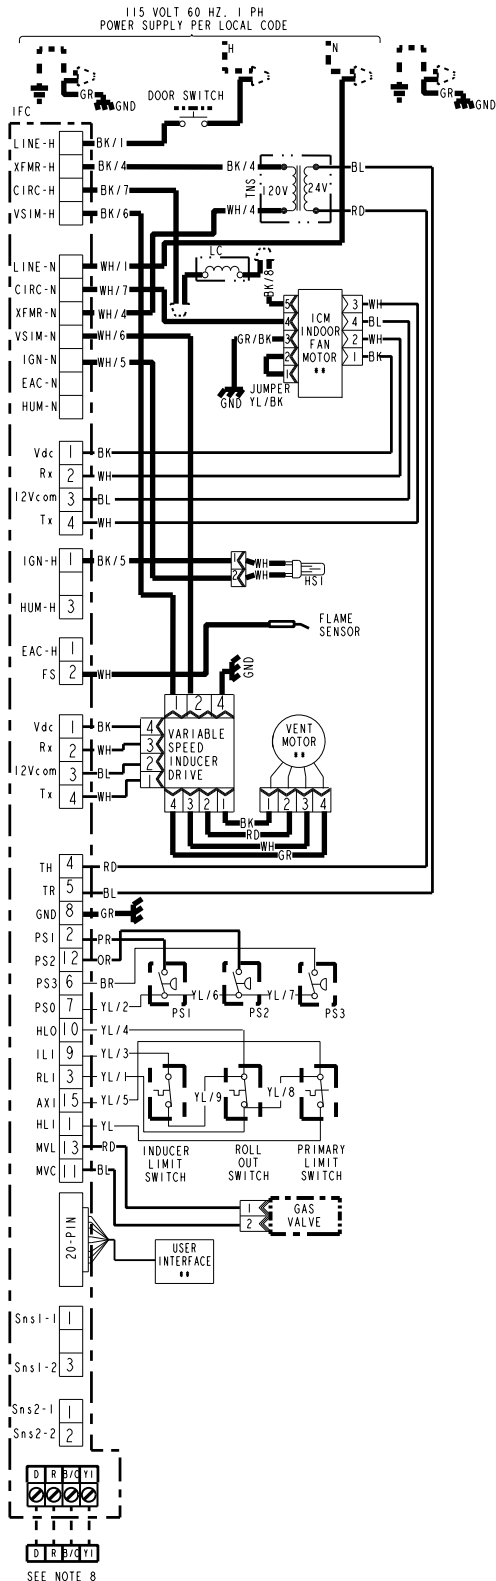 115 VOLT 60 HZ. 1 PH
POWER SUPPLY PER LOCAL CODE
H
N
GR
GND
DOOR SWITCH
GR
GND
IFC
LINE-H
BK/1
XFMR-H
BK/4
BK/4
BL
TNS
120V
24V
CIRC-H
BK/7
VSIM-H
BK/6
WH/4
RD
LC
LINE-N
WH/1
BK/8
CIRC-N
WH/7
XFMR-N
WH/4
VSIM-N
WH/6
IGN-N
WH/5
EAC-N
HUM-N
5
4
3
2
1
ICM
INDOOR
FAN
MOTOR
**
3
WH
4
BL
2
WH
1
BK
GR/BK
GND
JUMPER
YL/BK
Vdc
1
BK
Rx
2
WH
12Vcom
3
BL
Tx
4
WH
IGN-H
1
BK/5
1
WH
2
WH
HSI
HUM-H
3
FLAME
SENSOR
EAC-H
1
FS
2
WH
GND
1
2
4
Vdc
1
BK
4
Rx
2
WH
3
12Vcom
3
BL
2
Tx
4
WH
1
VARIABLE
SPEED
INDUCER
DRIVE
VENT
MOTOR
**
4
3
2
1
1
2
3
4
BK
RD
WH
GR
TH
4
RD
TR
5
BL
GND
8
GR
PS1
2
PR
PS2
12
OR
PS3
6
BR
PS0
7
YL/2
YL/6
YL/7
PS1
PS2
PS3
HLO
10
YL/4
IL1
9
YL/3
RL1
3
YL/1
AX1
15
YL/5
YL/9
YL/8
HL1
1
YL
MVL
13
RD
MVC
11
BL
INDUCER
LIMIT
SWITCH
ROLL
OUT
SWITCH
PRIMARY
LIMIT
SWITCH
1
2
GAS
VALVE
20-PIN
USER
INTERFACE
**
Sns1-1
1
Sns1-2
3
Sns2-1
1
Sns2-2
2
D R B/C Y1
D R B/C Y1
SEE NOTE 8